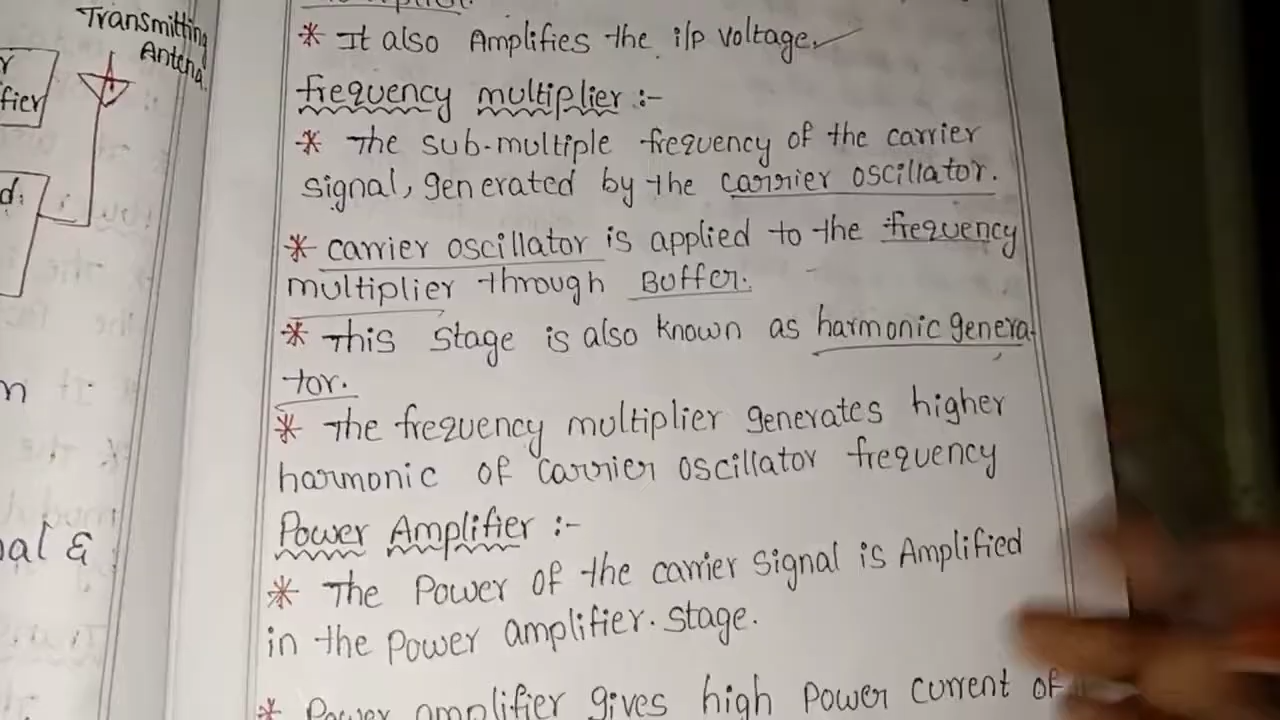 Transmitting
Antena.
fier
d.
n
al &
* It also Amplifies the i/p voltage.
frequency multiplier :-
* The sub-multiple frequency of the carrier
signal, generated by the carrier oscillator.
* carrier oscillator is applied to the frequency
multiplier through Buffer.
* This stage is also known as harmonic genera-
tor.
* The frequency multiplier generates higher
harmonic of carrier oscillator frequency
Power Amplifier :-
* The Power of the carrier signal is Amplified
in the Power amplifier. stage.
* Power amplifier gives high Power current of